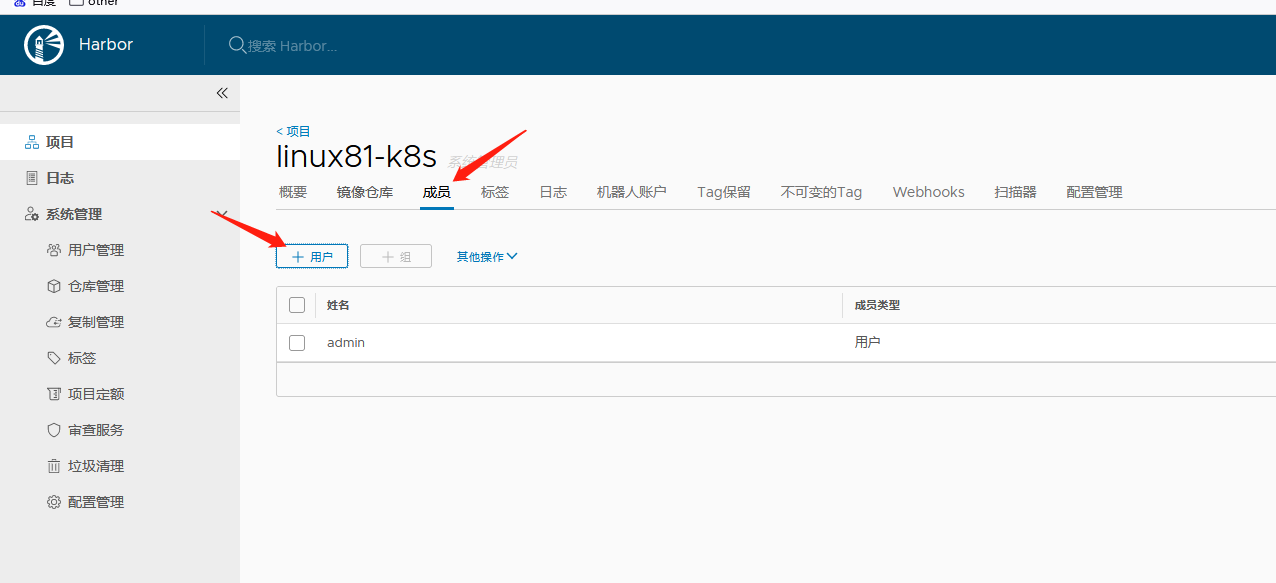 百度 other
Harbor
搜索 Harbor...
项目
日志
系统管理
用户管理
仓库管理
复制管理
标签
项目定额
审查服务
垃圾清理
配置管理
< 项目
linux81-k8s 系统管理员
概要 镜像仓库 成员 标签 日志 机器人账户 Tag保留 不可变的Tag Webhooks 扫描器 配置管理
+ 用户 + 组 其他操作
姓名 成员类型
admin 用户